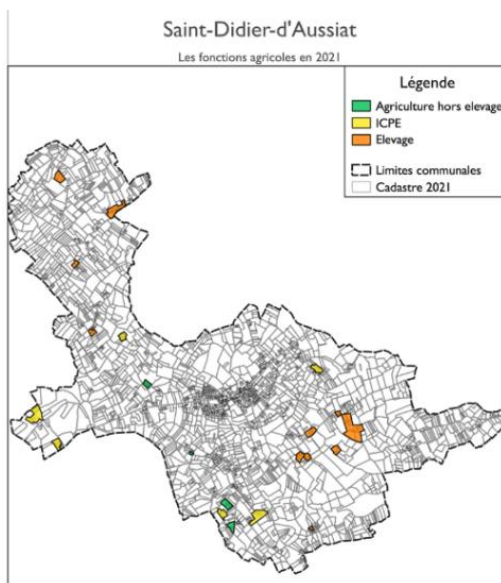 Saint-Didier-d'Aussiat
Les fonctions agricoles en 2021
Légende
Agriculture hors elevage
ICPE
Elevage
Limites communales
Cadastre 2021